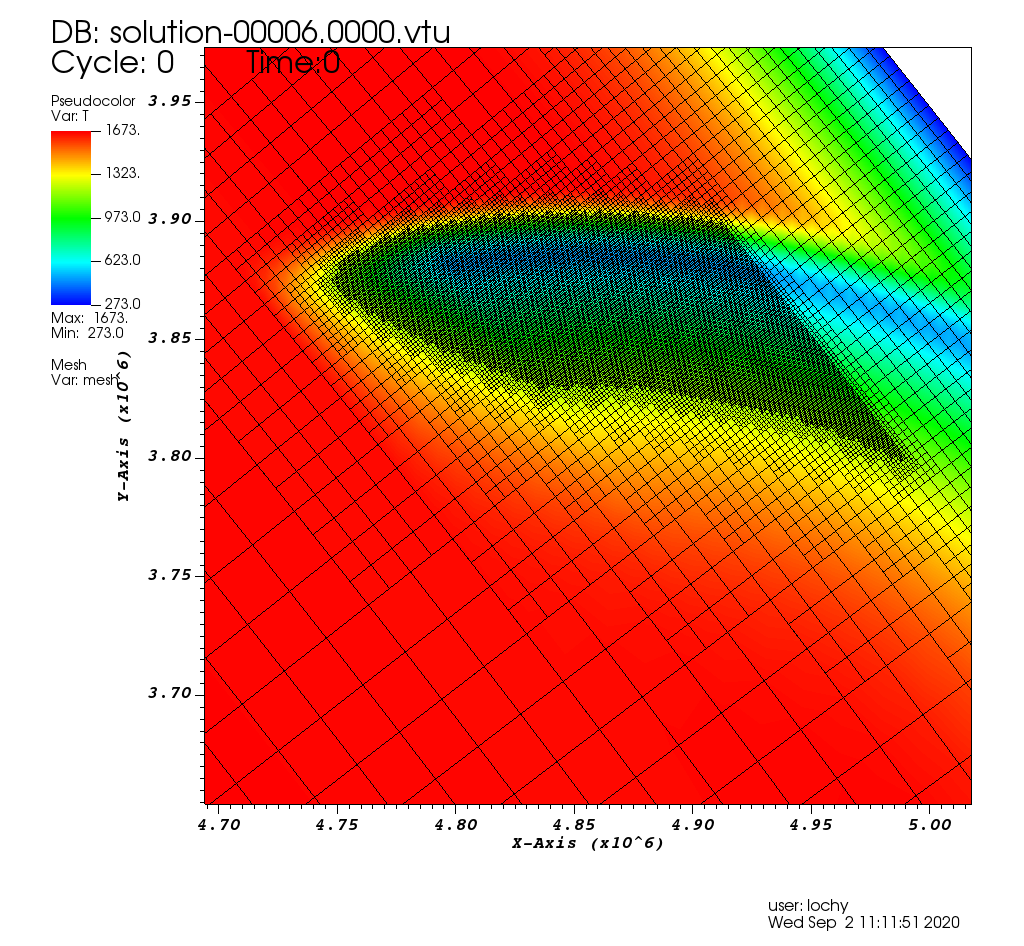 DB: solution-00006.0000.vtu
Cycle: 0 Time:0
Pseudocolor
Var: T
1673.
1323.
973.0
623.0
273.0
Max: 1673.
Min: 273.0
Mesh
Var: mesh
Y-Axis (x10^6)
3.95
3.90
3.85
3.80
3.75
3.70
4.70 4.75 4.80 4.85 4.90 4.95 5.00
X-Axis (x10^6)
user: lochy
Wed Sep 2 11:11:51 2020